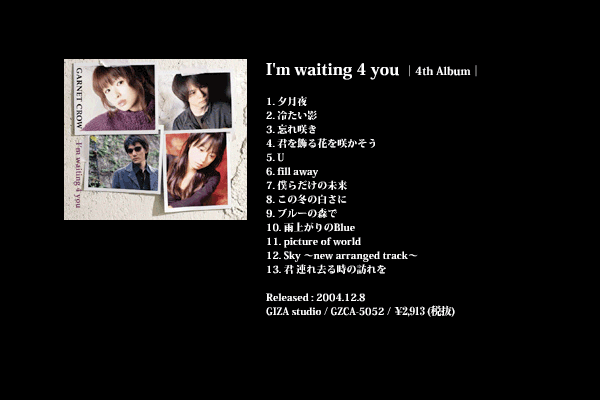 GARNET CROW
I'm waiting 4 you
I'm waiting 4 you | 4th Album |
1. 夕月夜
2. 冷たい影
3. 忘れ咲き
4. 君を飾る花を咲かそう
5. U
6. fill away
7. 僕らだけの未来
8. この冬の白さに
9. ブルーの森で
10. 雨上がりのBlue
11. picture of world
12. Sky ～new arranged track～
13. 君 連れ去る時の訪れを
Released : 2004.12.8
GIZA studio / GZCA-5052 / ¥2,913 (税抜)